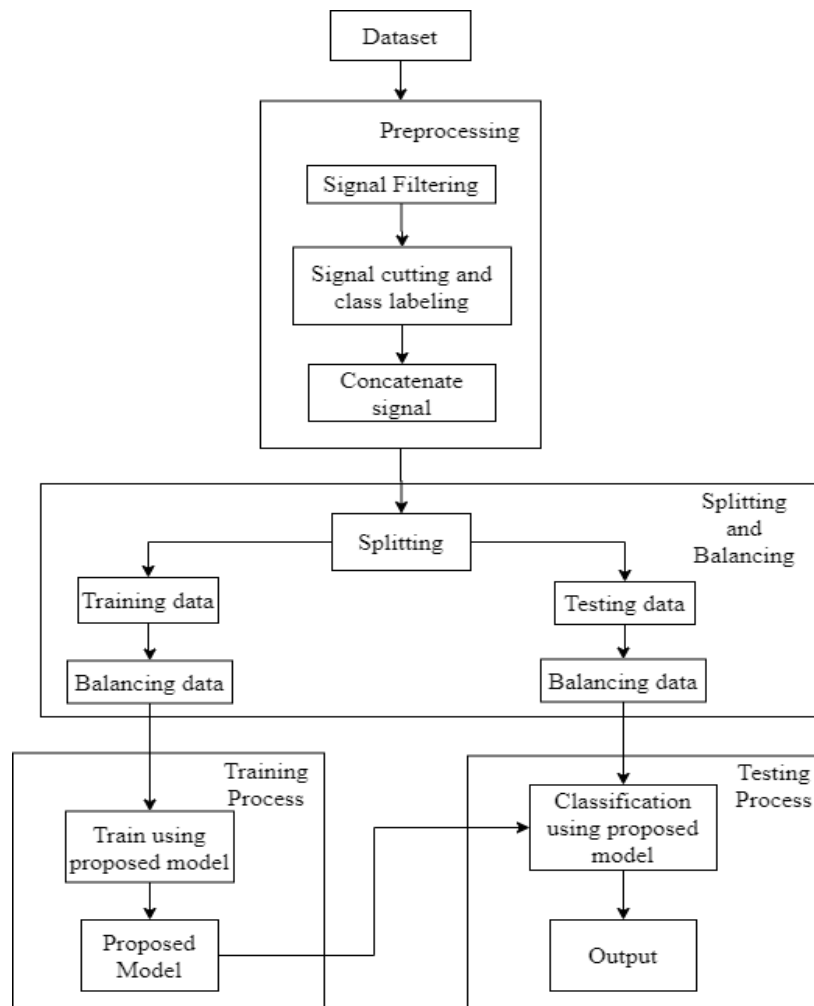 Dataset
Preprocessing
Signal Filtering
Signal cutting and
class labeling
Concatenate
signal
Splitting
and
Balancing
Splitting
Training data
Testing data
Balancing data
Balancing data
Training
Process
Testing
Process
Train using
proposed model
Classification
using proposed
model
Proposed
Model
Output